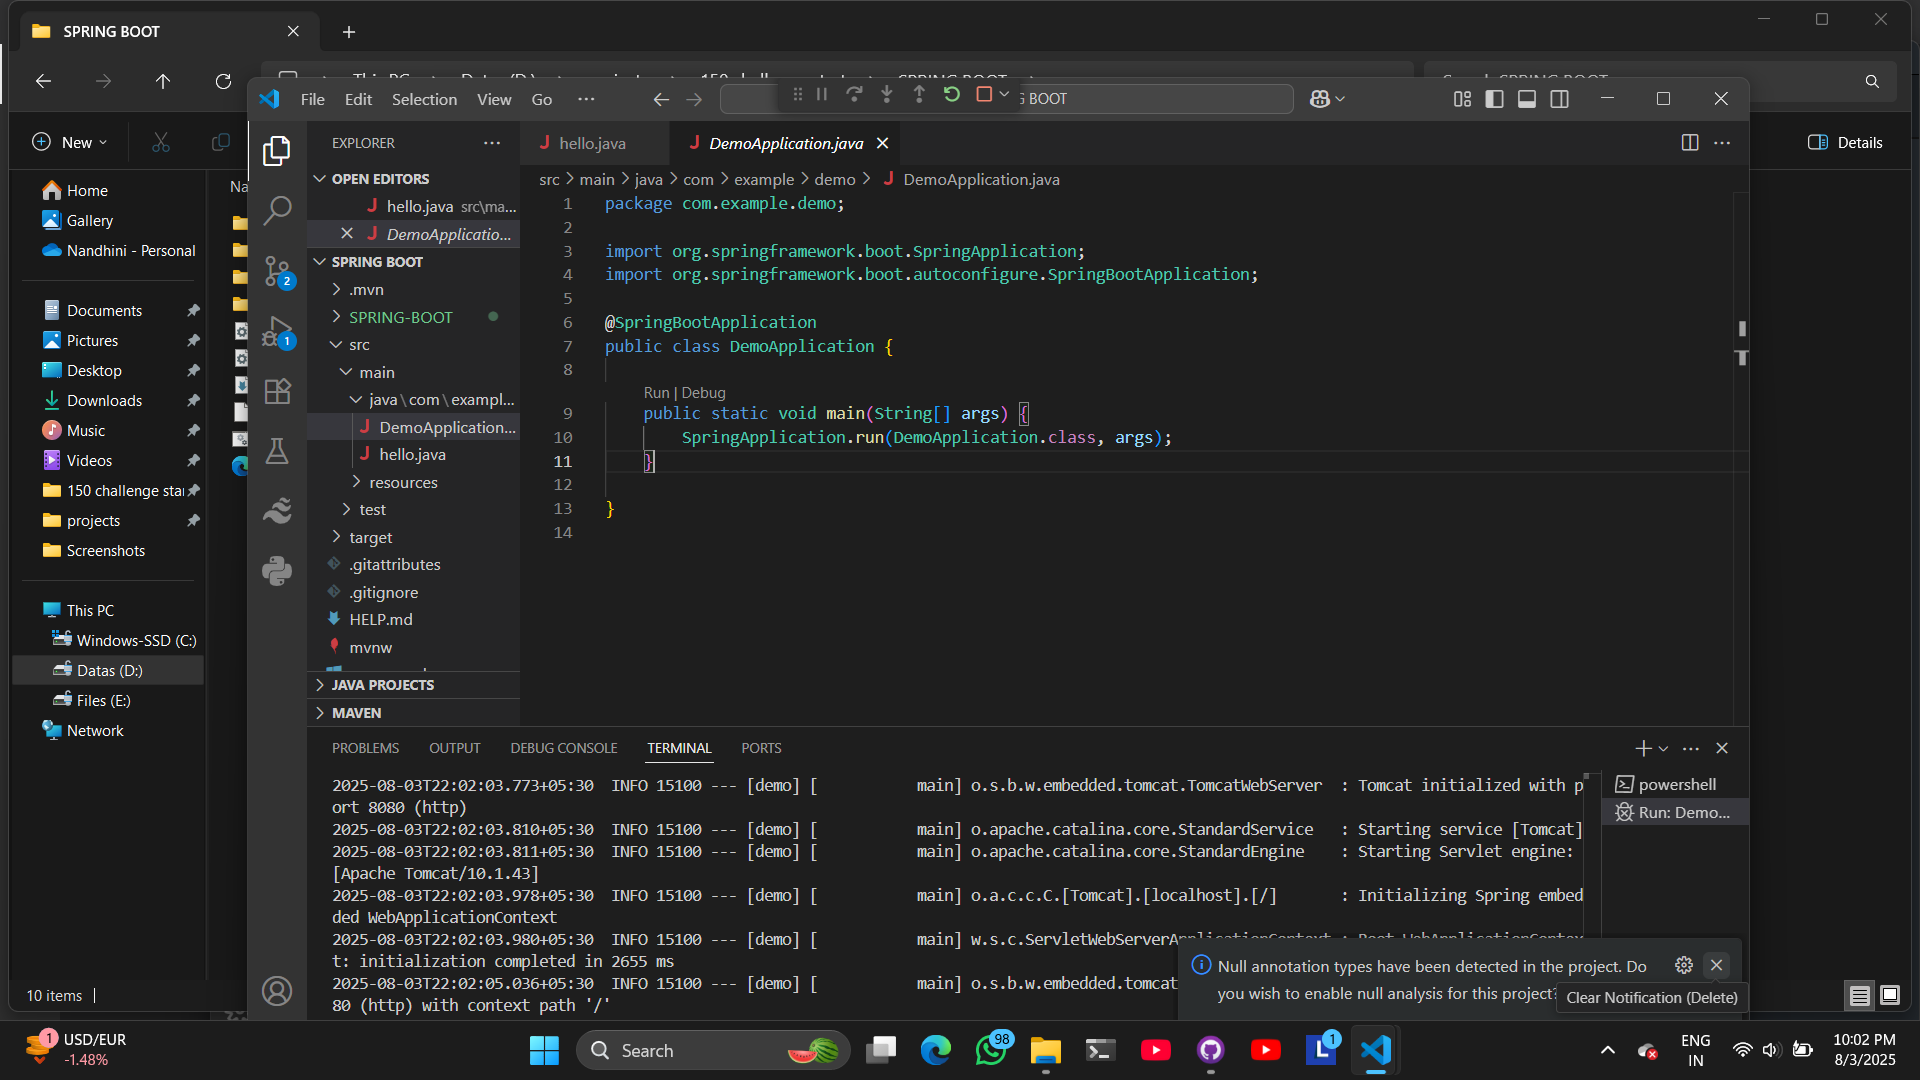 SPRING BOOT
New
Details
Home
Gallery
Nandhini - Personal
Documents
Pictures
Desktop
Downloads
Music
Videos
150 challenge star
projects
Screenshots
This PC
Windows-SSD (C:)
Datas (D:)
Files (E:)
Network
10 items
Na
File Edit Selection View Go
G BOOT
EXPLORER
OPEN EDITORS
hello.java src\ma...
DemoApplicatio...
SPRING BOOT
.mvn
SPRING-BOOT
src
main
java\com\exampl...
DemoApplication...
hello.java
resources
test
target
.gitattributes
.gitignore
HELP.md
mvnw
JAVA PROJECTS
MAVEN
2
1
hello.java
DemoApplication.java
src > main > java > com > example > demo > DemoApplication.java
1 package com.example.demo;
2
3 import org.springframework.boot.SpringApplication;
4 import org.springframework.boot.autoconfigure.SpringBootApplication;
5
6 @SpringBootApplication
7 public class DemoApplication {
8
Run | Debug
9 public static void main(String[] args) {
10 SpringApplication.run(DemoApplication.class, args);
11 }
12
13 }
14
PROBLEMS OUTPUT DEBUG CONSOLE TERMINAL PORTS
2025-08-03T22:02:03.773+05:30 INFO 15100 --- [demo] [ main] o.s.b.w.embedded.tomcat.TomcatWebServer : Tomcat initialized with p
ort 8080 (http)
2025-08-03T22:02:03.810+05:30 INFO 15100 --- [demo] [ main] o.apache.catalina.core.StandardService : Starting service [Tomcat]
2025-08-03T22:02:03.811+05:30 INFO 15100 --- [demo] [ main] o.apache.catalina.core.StandardEngine : Starting Servlet engine:
[Apache Tomcat/10.1.43]
2025-08-03T22:02:03.978+05:30 INFO 15100 --- [demo] [ main] o.a.c.c.C.[Tomcat].[localhost].[/] : Initializing Spring embed
ded WebApplicationContext
2025-08-03T22:02:03.980+05:30 INFO 15100 --- [demo] [ main] w.s.c.ServletWebServerApplicationContext : Root WebApplicationContex
t: initialization completed in 2655 ms
2025-08-03T22:02:05.036+05:30 INFO 15100 --- [demo] [ main] o.s.b.w.embedded.tomcat
80 (http) with context path '/'
powershell
Run: Demo...
Null annotation types have been detected in the project. Do
you wish to enable null analysis for this project?
Clear Notification (Delete)
1
USD/EUR
-1.48%
Search
98
1
ENG
IN
10:02 PM
8/3/2025